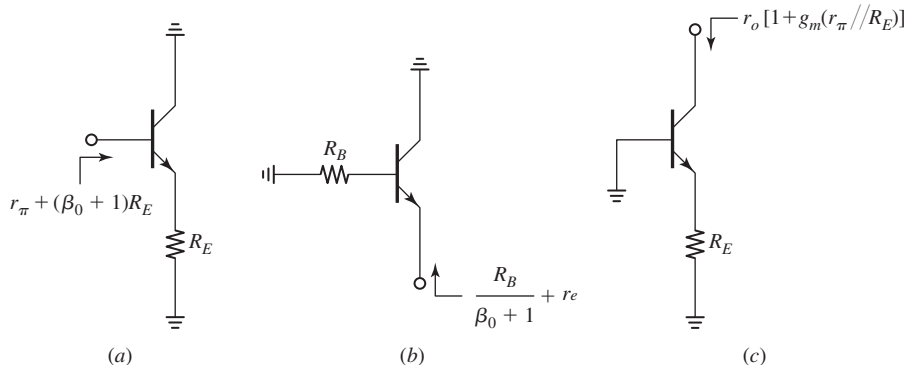 r_o [1 + g_m(r_π//R_E)]
R_B
r_π + (β_0 + 1)R_E
R_E
R_E
R_B
β_0 + 1
+ r_e
(a)
(b)
(c)